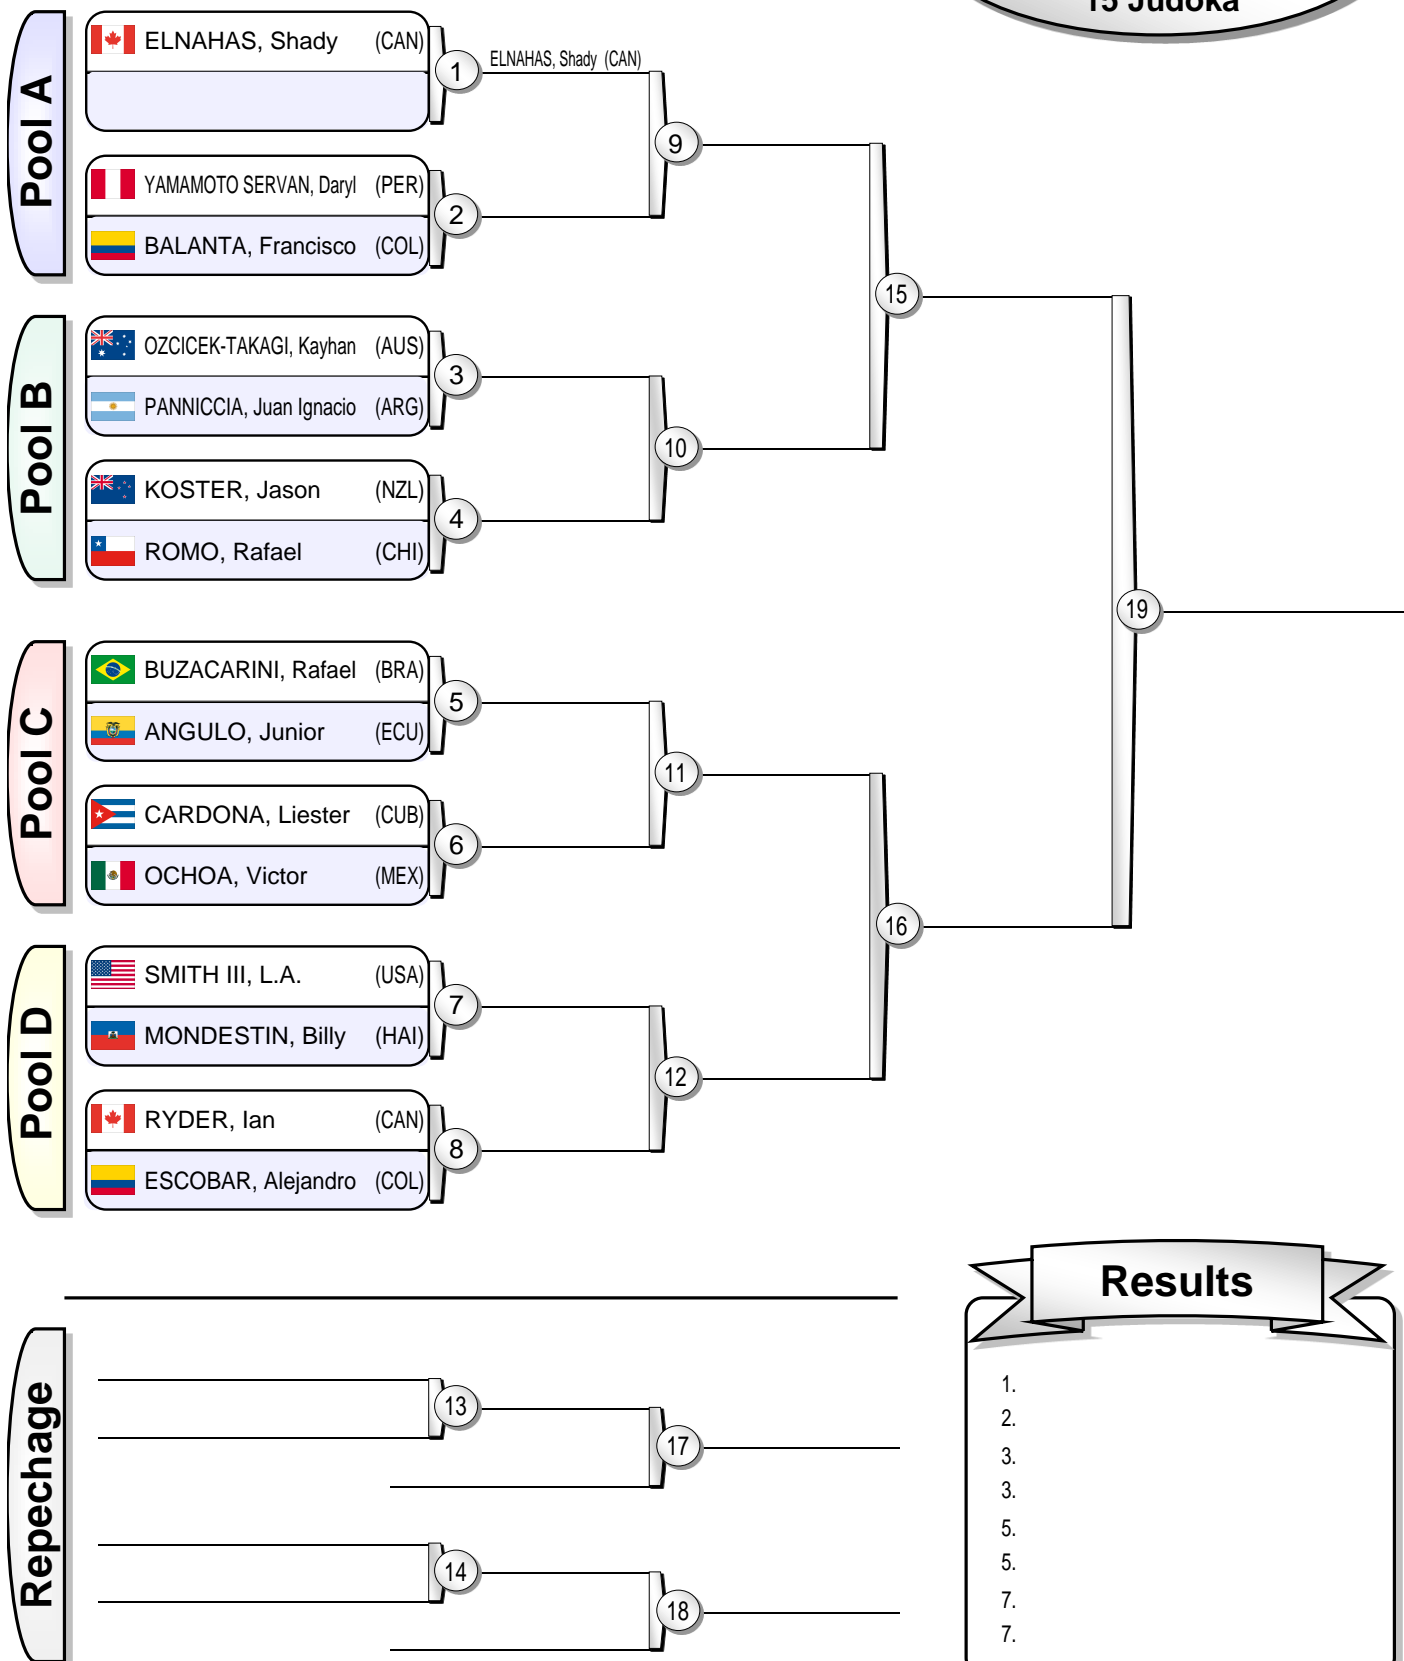 15 Judoka
Pool A
ELNAHAS, Shady (CAN)
1
ELNAHAS, Shady (CAN)
9
YAMAMOTO SERVAN, Daryl (PER)
2
BALANTA, Francisco (COL)
15
Pool B
OZCICEK-TAKAGI, Kayhan (AUS)
3
PANNICCIA, Juan Ignacio (ARG)
10
KOSTER, Jason (NZL)
4
ROMO, Rafael (CHI)
19
Pool C
BUZACARINI, Rafael (BRA)
5
ANGULO, Junior (ECU)
11
CARDONA, Liester (CUB)
6
OCHOA, Victor (MEX)
16
Pool D
SMITH III, L.A. (USA)
7
MONDESTIN, Billy (HAI)
12
RYDER, Ian (CAN)
8
ESCOBAR, Alejandro (COL)
Repechage
13
17
14
18
Results
1.
2.
3.
3.
5.
5.
7.
7.